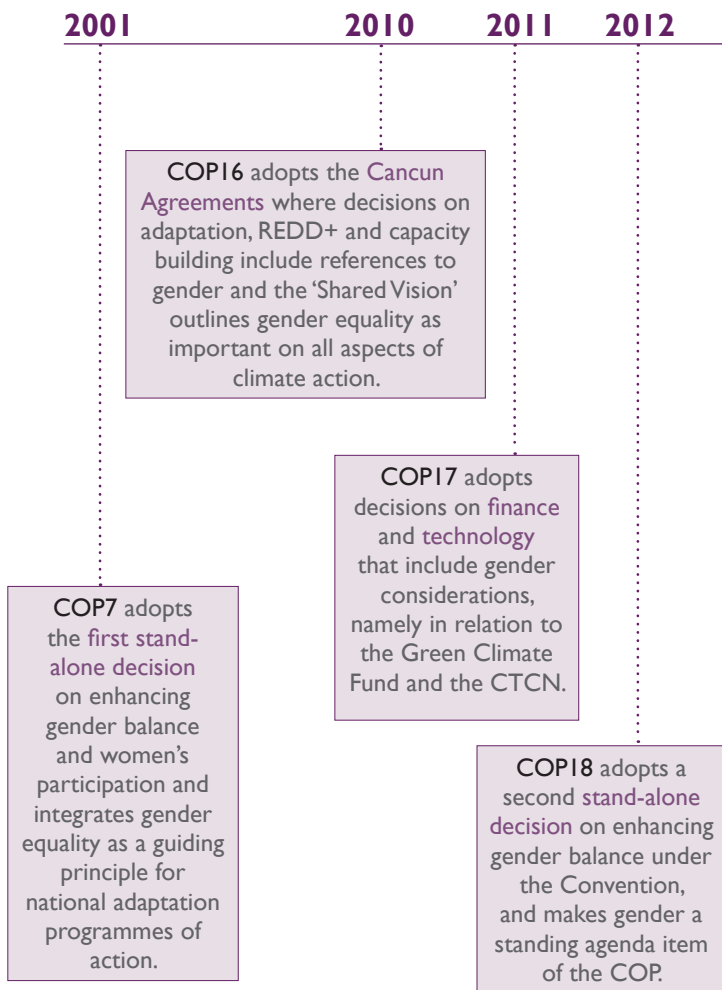 2001 2010 2011 2012
COP16 adopts the Cancun
Agreements where decisions on
adaptation, REDD+ and capacity
building include references to
gender and the ‘Shared Vision’
outlines gender equality as
important on all aspects of
climate action.
COP17 adopts
decisions on finance
and technology
that include gender
considerations,
namely in relation to
the Green Climate
Fund and the CTCN.
COP7 adopts
the first stand-
alone decision
on enhancing
gender balance
and women’s
participation and
integrates gender
equality as a guiding
principle for
national adaptation
programmes of
action.
COP18 adopts a
second stand-alone
decision on enhancing
gender balance under
the Convention,
and makes gender a
standing agenda item
of the COP.